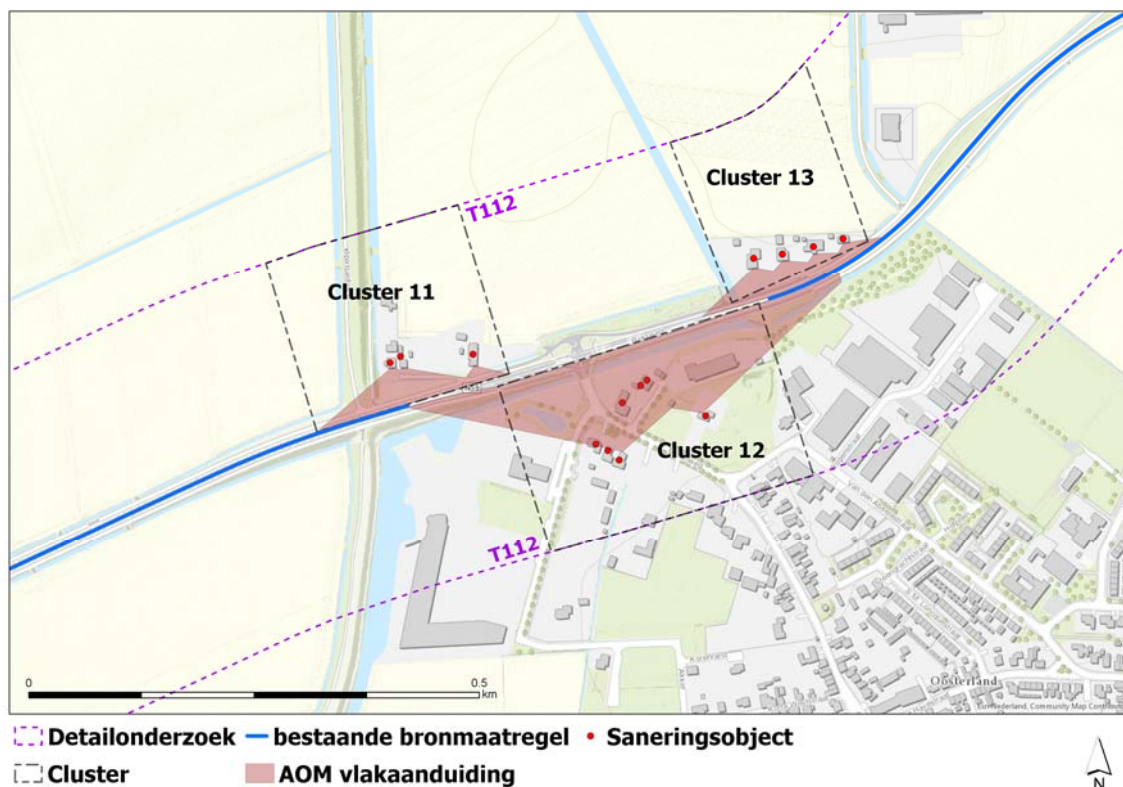 Cluster 13
T112
Cluster 11
Cluster 12
T112
0
0.5
km
Oosterland
Detailonderzoek
bestaande bronmaatregel
Saneringsobject
Cluster
AOM vlakaanduiding
N